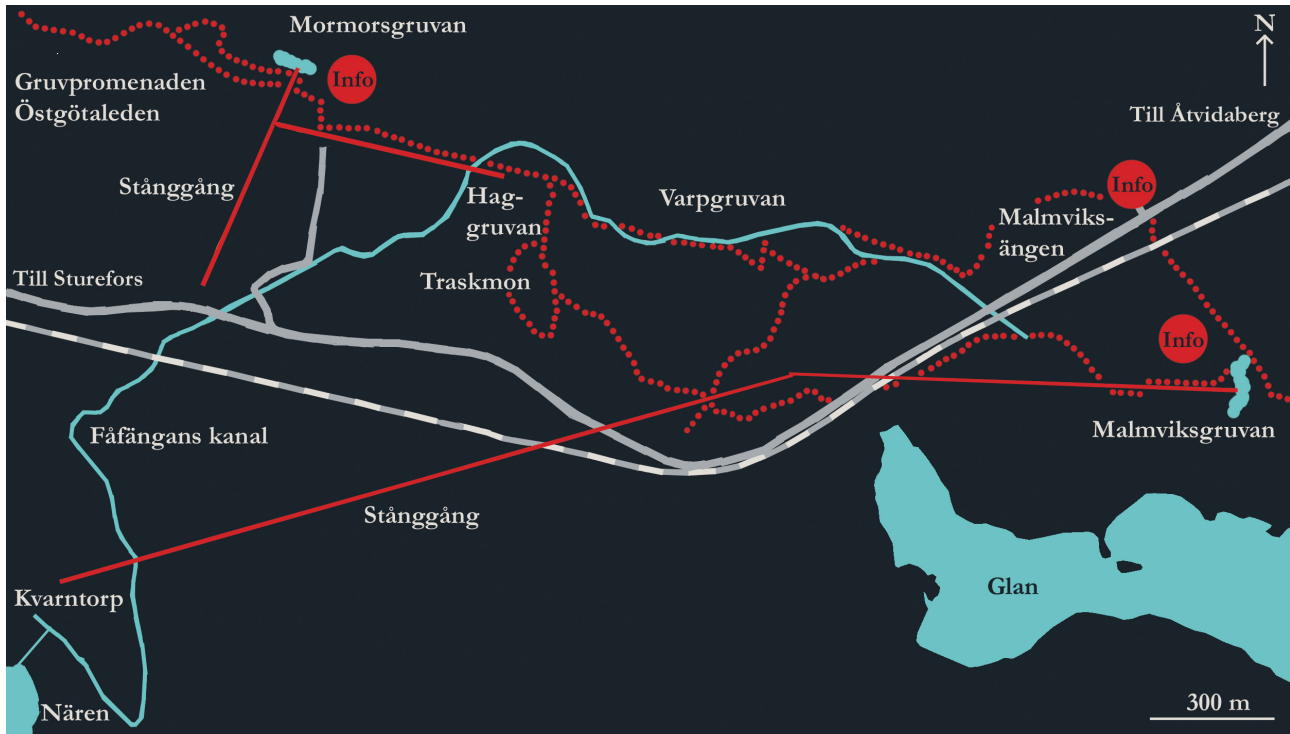 Mormorsgruvan
N
Info
Gruvpromenaden
Östgötaleden
Till Åtvidaberg
Stånggång
Info
Hag-
gruvan
Varpgruvan
Malmviks-
ängen
Till Sturefors
Traskmon
Info
Fåfängans kanal
Malmviksgruvan
Stånggång
Kvarntorp
Glan
Nären
300 m